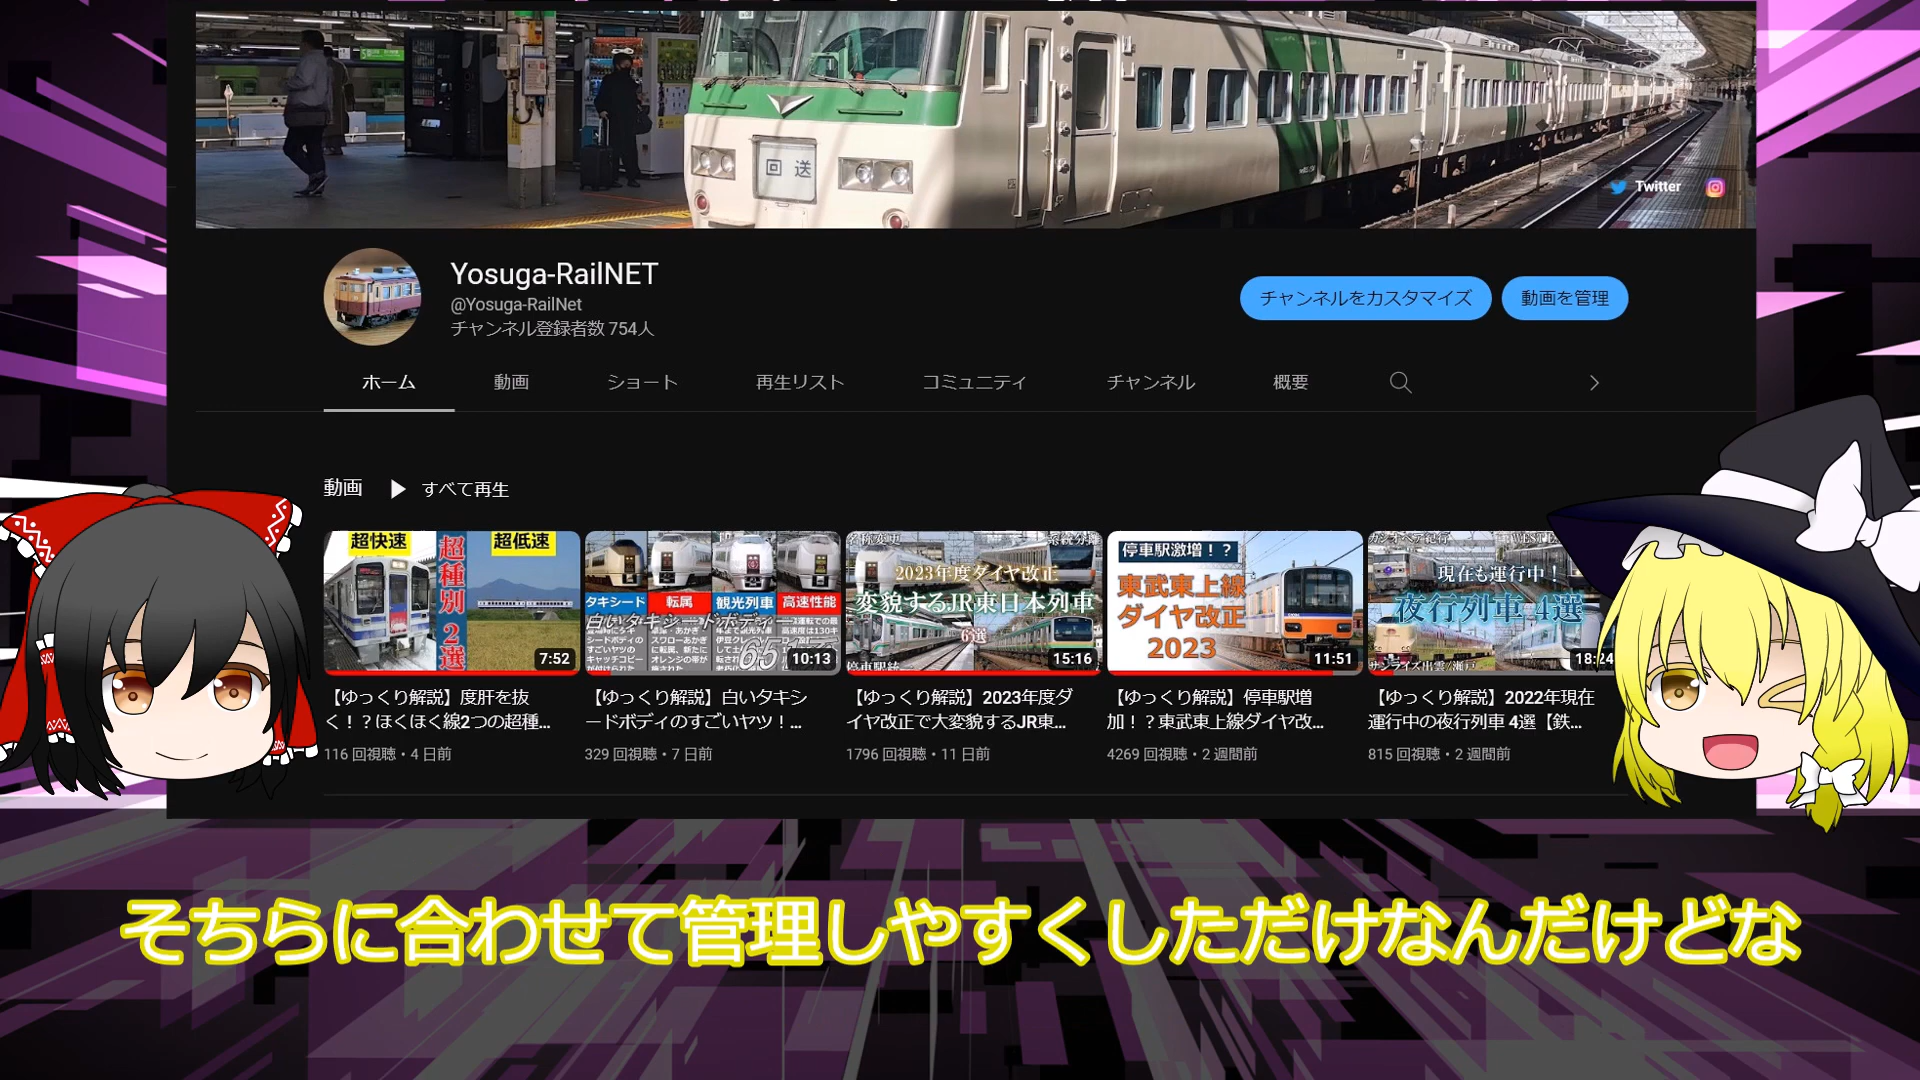 回送
Twitter
Yosuga-RailNET
@Yosuga-RailNet
チャンネル登録者数 754人
チャンネルをカスタマイズ
動画を管理
ホーム
動画
ショート
再生リスト
コミュニティ
チャンネル
概要
動画
すべて再生
超快速
超低速
超種別 2選
7:52
タキシード
転属
観光列車
高速性能
白いタキシードボディー
651
10:13
2023年度ダイヤ改正
変貌するJR東日本列車
6選
15:16
停車駅激増！？
東武東上線
ダイヤ改正
2023
11:51
現在も運行中！
夜行列車 4選
サンライズ出雲/瀬戸
18:24
【ゆっくり解説】度肝を抜
く！？ほくほく線2つの超種...
116 回視聴・4 日前
【ゆっくり解説】白いタキシ
ードボディのすごいヤツ！...
329 回視聴・7 日前
【ゆっくり解説】2023年度ダ
イヤ改正で大変貌するJR東...
1796 回視聴・11 日前
【ゆっくり解説】停車駅増
加！？東武東上線ダイヤ改...
4269 回視聴・2 週間前
【ゆっくり解説】2022年現在
運行中の夜行列車 4選【鉄...
815 回視聴・2 週間前
そちらに合わせて管理しやすくしただけなんだけどな